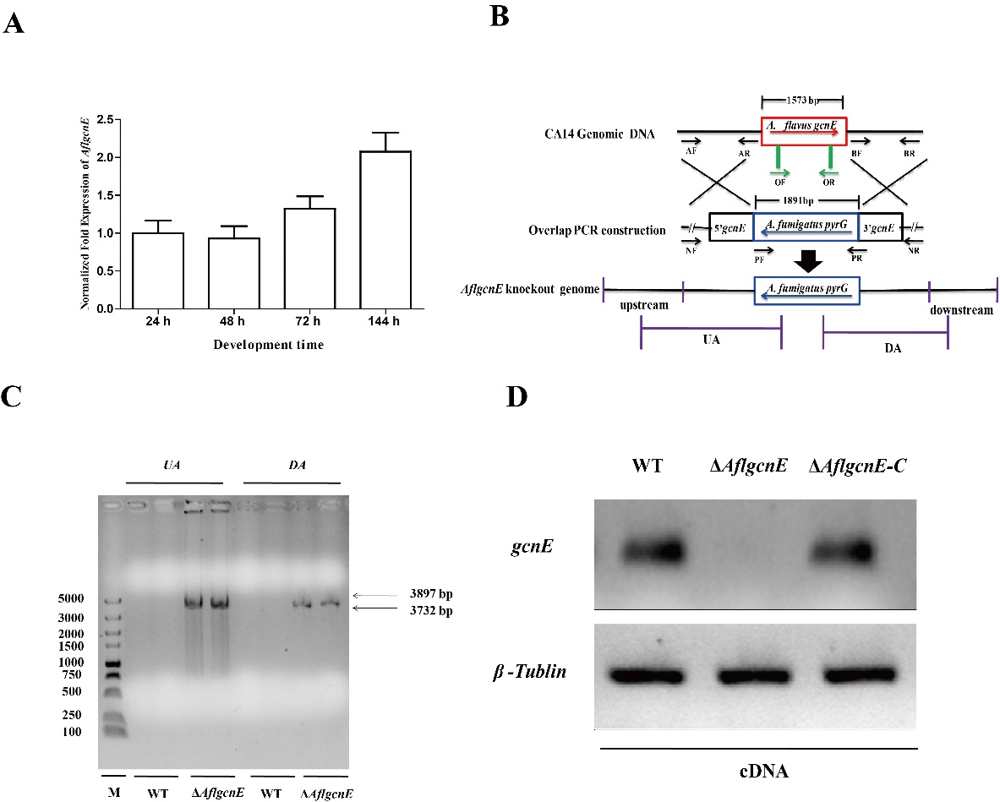 A
Normalized Fold Expression of AflgcnE
2.5
2.0
1.5
1.0
0.5
0.0
24 h 48 h 72 h 144 h
Development time
B
1573 bp
CA14 Genomic DNA
A. flavus gcnE
AF AR BF BR
OF OR
1891bp
Overlap PCR construction
5'gcnE A. fumigatus pyrG 3'gcnE
NF PF PR NR
AflgcnE knockout genome
A. fumigatus pyrG
upstream downstream
UA DA
C
UA DA
5000
3000
2000
1500
1000
750
500
250
100
3897 bp
3732 bp
M WT ΔAflgcnE WT ΔAflgcnE
D
WT ΔAflgcnE ΔAflgcnE-C
gcnE
β -Tublin
cDNA